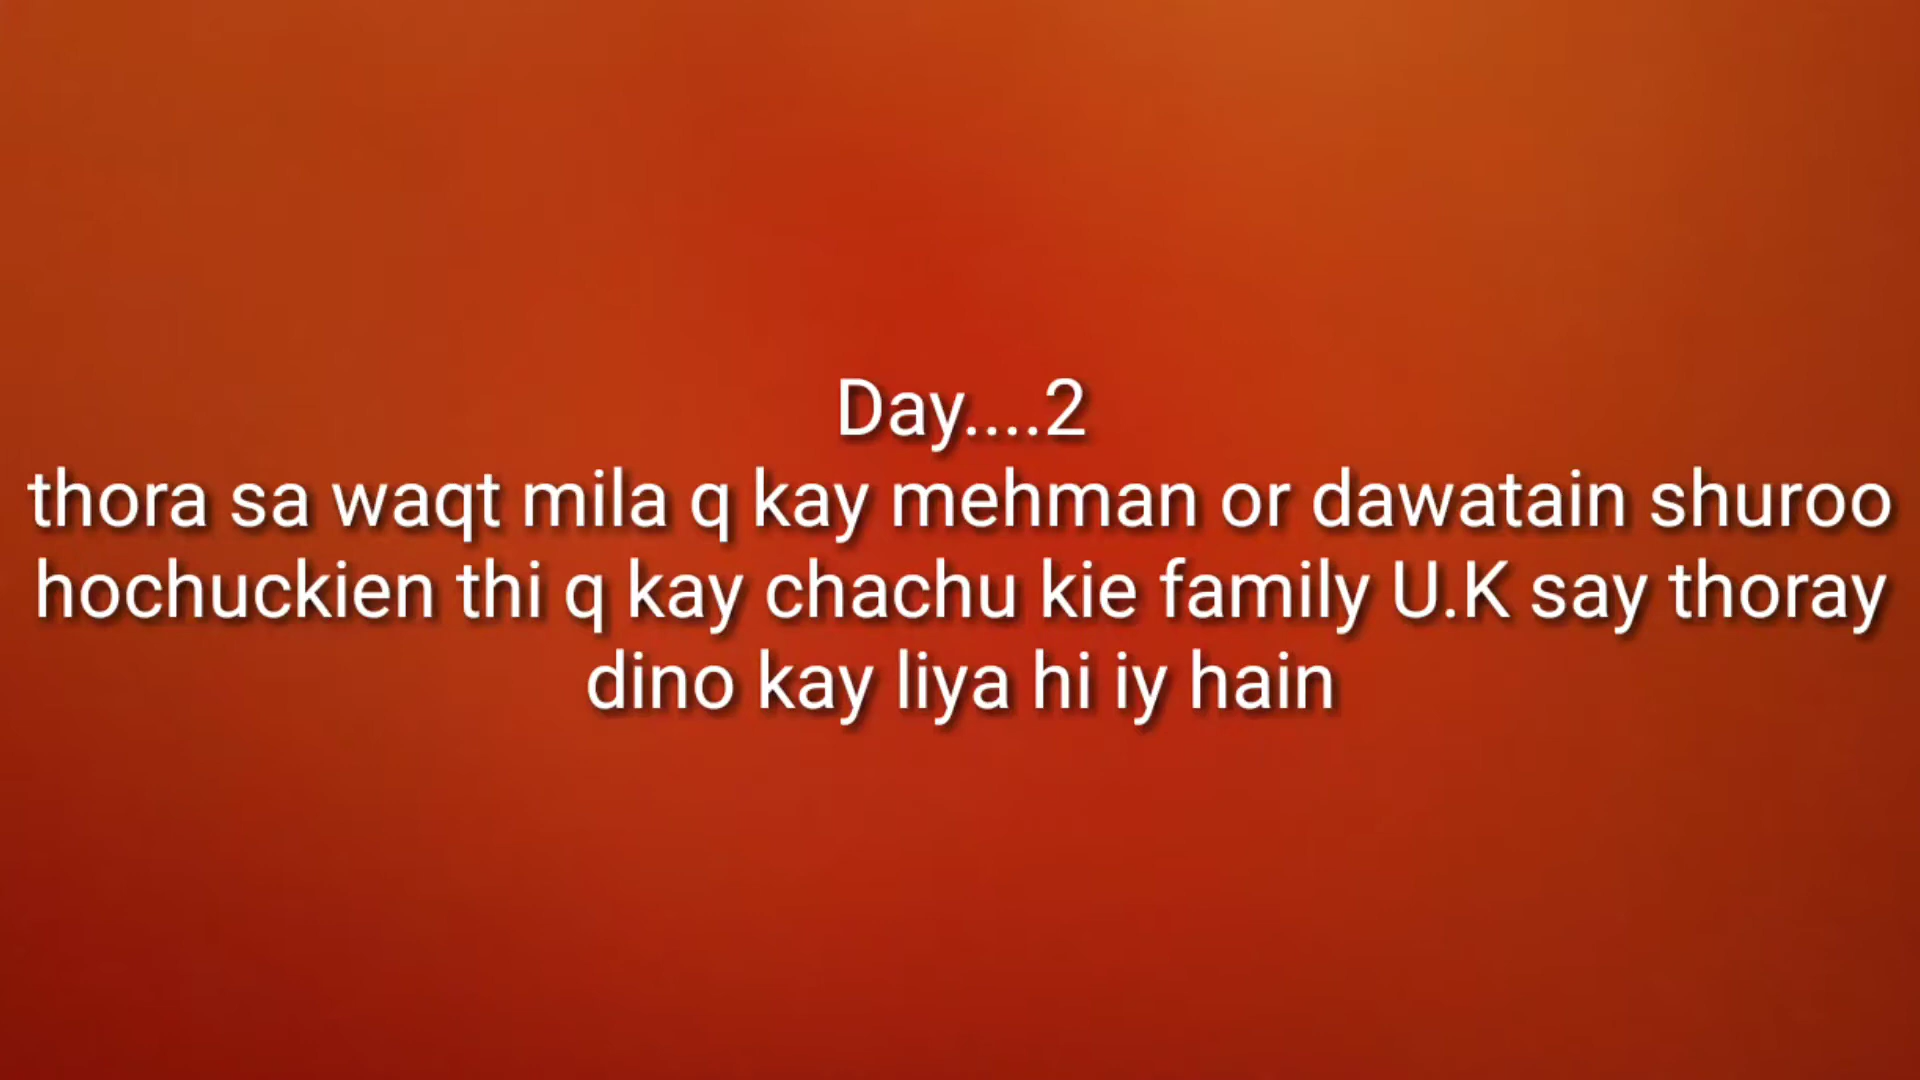 Day....2
thora sa waqt mila q kay mehman or dawatain shuroo
hochuckien thi q kay chachu kie family U.K say thoray
dino kay liya hi iy hain